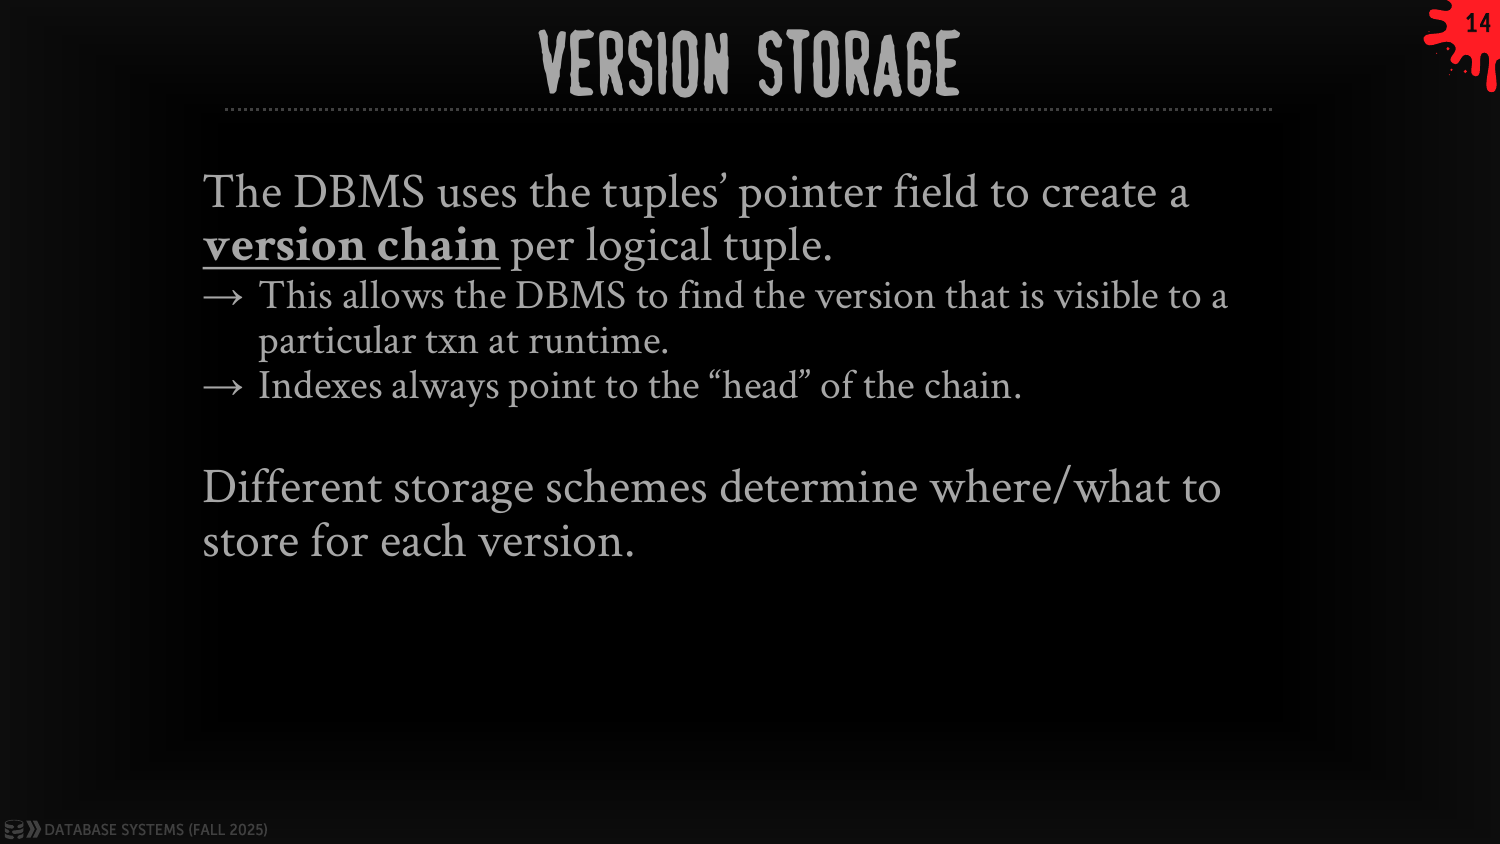 14
VERSION STORAGE
The DBMS uses the tuples’ pointer field to create a
version chain per logical tuple.
→ This allows the DBMS to find the version that is visible to a
particular txn at runtime.
→ Indexes always point to the “head” of the chain.
Different storage schemes determine where/what to
store for each version.
DATABASE SYSTEMS (FALL 2025)